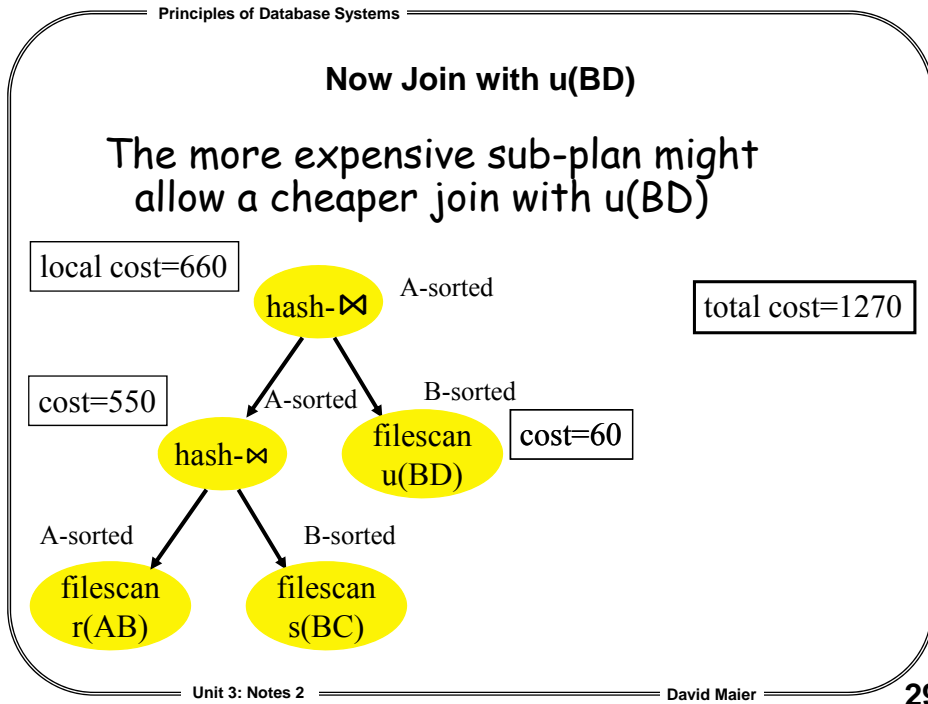 Principles of Database Systems
Now Join with u(BD)
The more expensive sub-plan might
allow a cheaper join with u(BD)
local cost=660
hash-⋈
A-sorted
total cost=1270
cost=550
A-sorted
B-sorted
hash-⋈
filescan
u(BD)
cost=60
A-sorted
B-sorted
filescan
r(AB)
filescan
s(BC)
Unit 3: Notes 2
David Maier
29